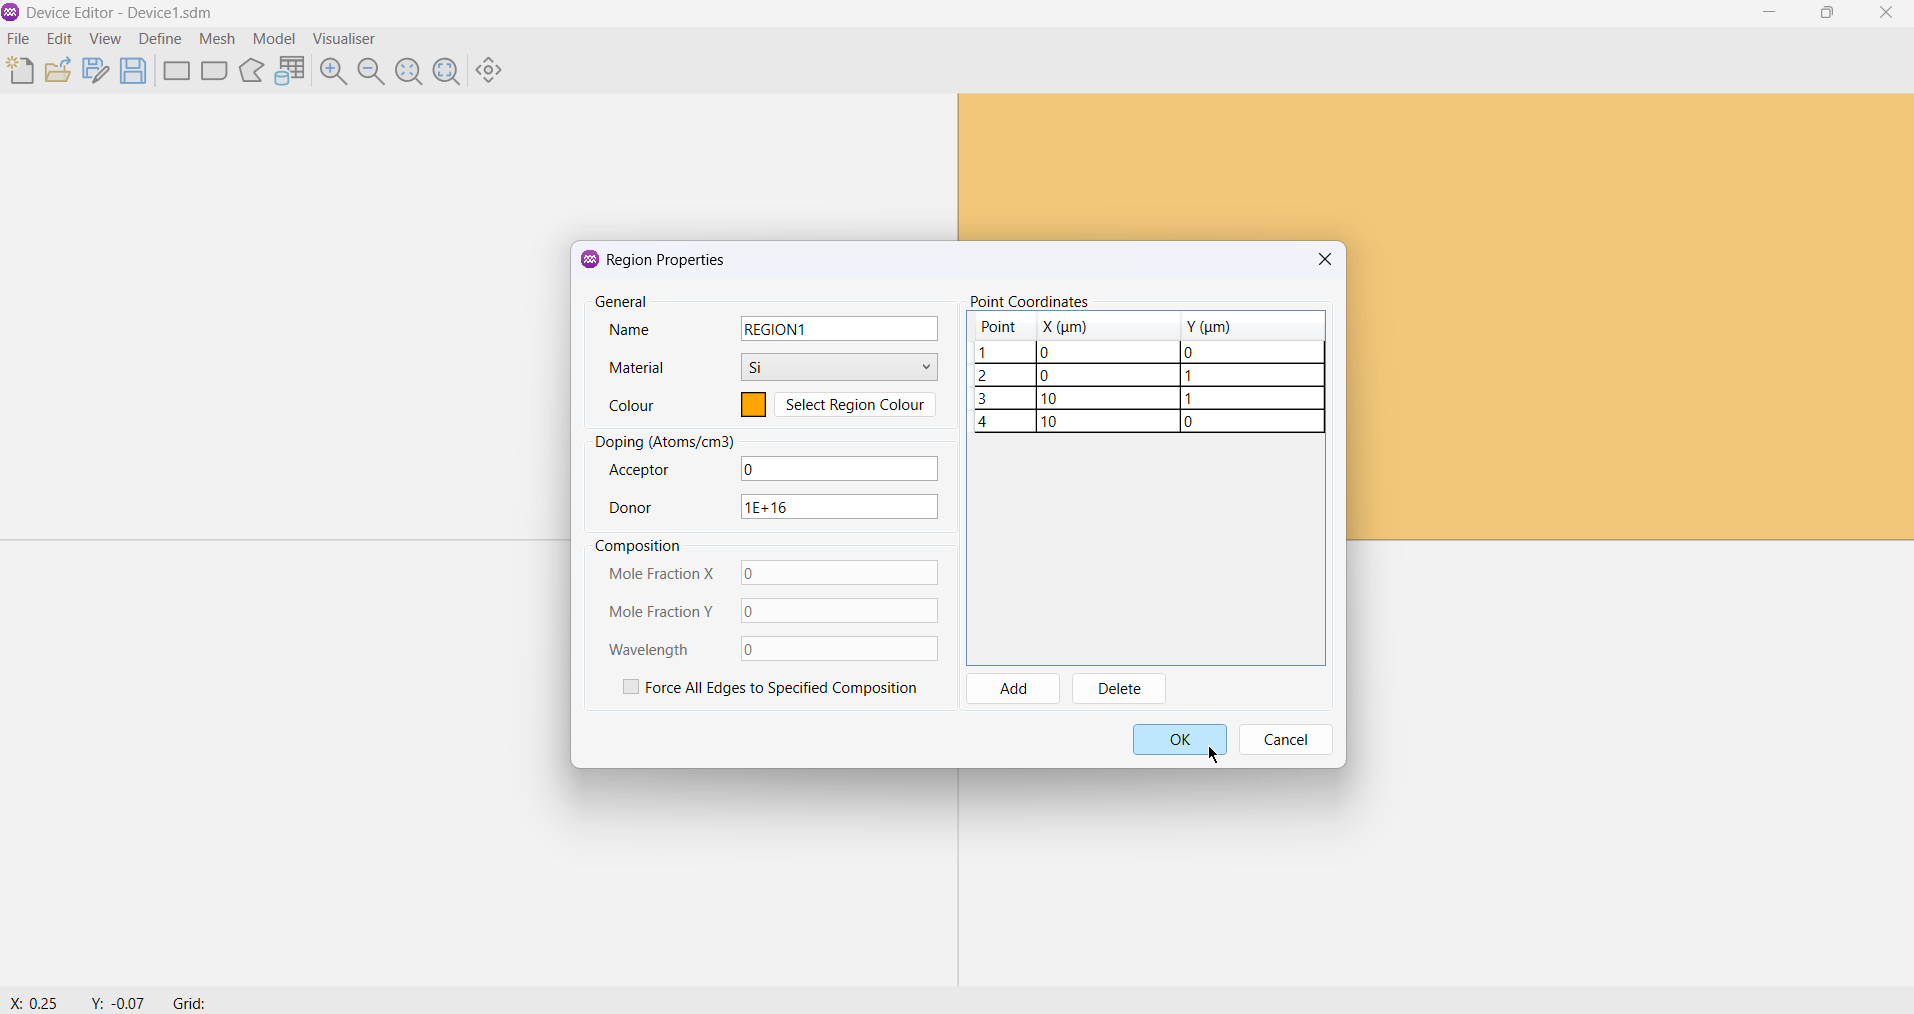 Device Editor - Device1.sdm
File Edit View Define Mesh Model Visualiser
Region Properties
General
Name REGION1
Material Si
Colour Select Region Colour
Doping (Atoms/cm3)
Acceptor 0
Donor 1E+16
Composition
Mole Fraction X 0
Mole Fraction Y 0
Wavelength 0
Force All Edges to Specified Composition
Point Coordinates
Point X (µm) Y (µm)
1 0 0
2 0 1
3 10 1
4 10 0
Add Delete
OK Cancel
X: 0.25 Y: -0.07 Grid: